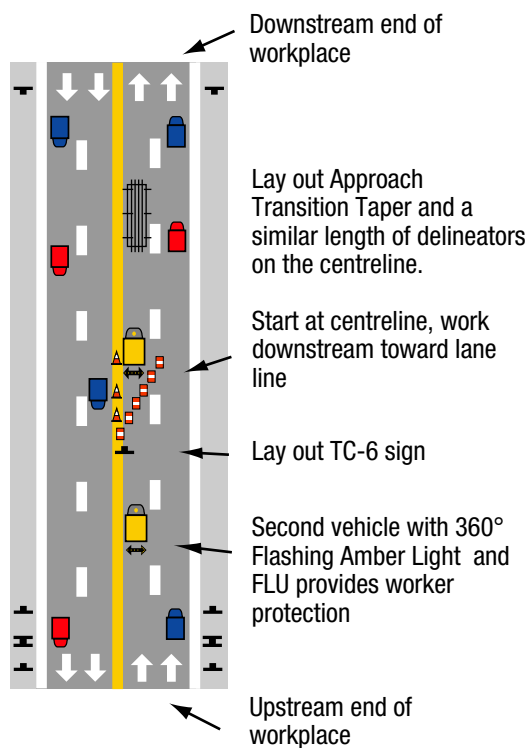 Downstream end of
workplace
Lay out Approach
Transition Taper and a
similar length of delineators
on the centreline.
Start at centreline, work
downstream toward lane
line
Lay out TC-6 sign
Second vehicle with 360°
Flashing Amber Light and
FLU provides worker
protection
Upstream end of
workplace